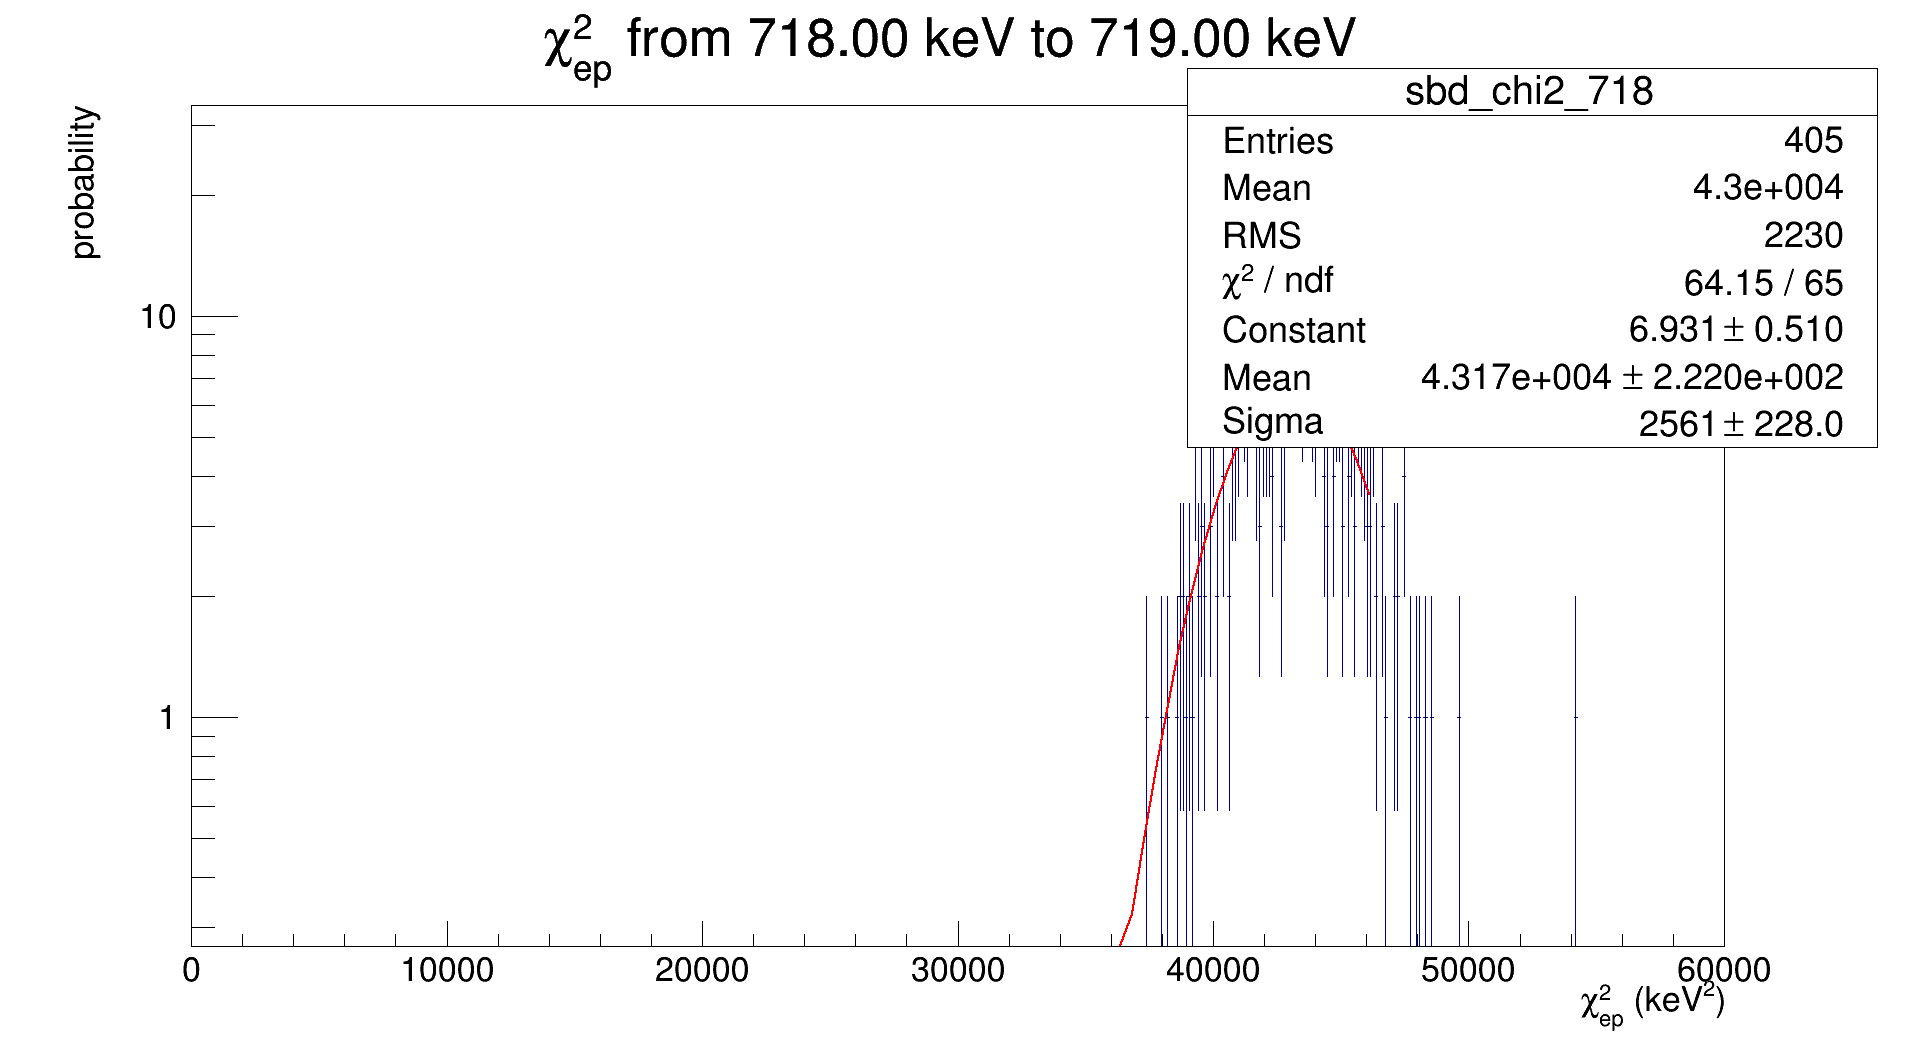 χ²ep from 718.00 keV to 719.00 keV
sbd_chi2_718
Entries 405
Mean 4.3e+004
RMS 2230
χ² / ndf 64.15 / 65
Constant 6.931 ± 0.510
Mean 4.317e+004 ± 2.220e+002
Sigma 2561 ± 228.0
probability
10
1
0 10000 20000 30000 40000 50000 60000
χ²ep (keV²)